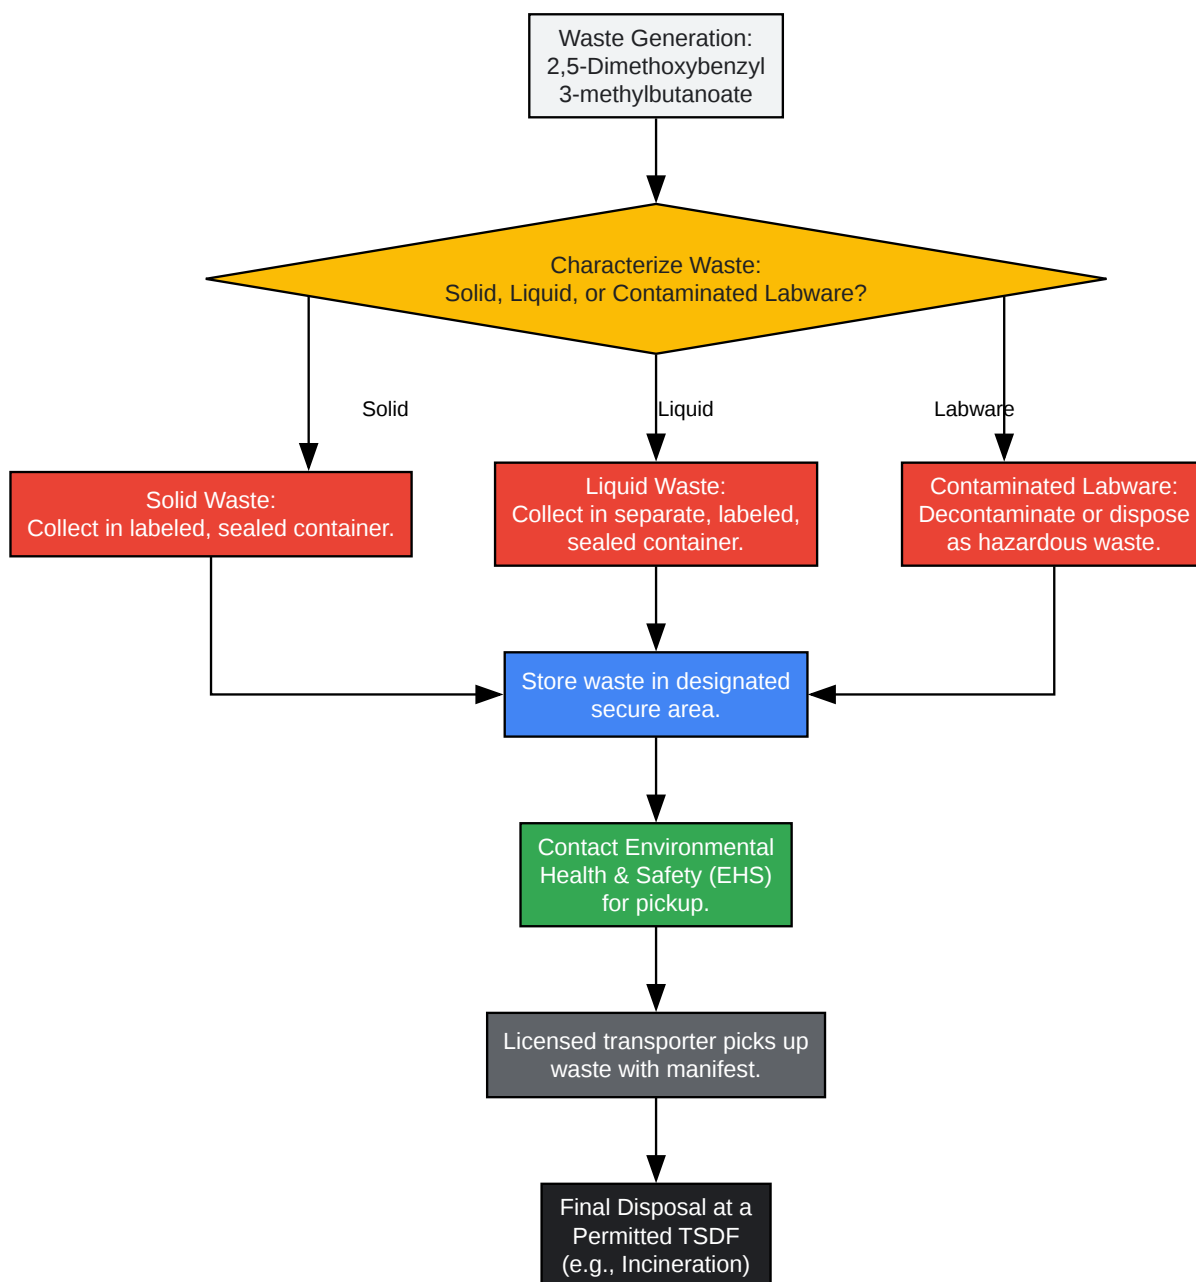 Waste Generation:
2,5-Dimethoxybenzyl
3-methylbutanoate
Characterize Waste:
Solid, Liquid, or Contaminated Labware?
Solid
Liquid
Labware
Solid Waste:
Collect in labeled, sealed container.
Liquid Waste:
Collect in separate, labeled,
sealed container.
Contaminated Labware:
Decontaminate or dispose
as hazardous waste.
Store waste in designated
secure area.
Contact Environmental
Health & Safety (EHS)
for pickup.
Licensed transporter picks up
waste with manifest.
Final Disposal at a
Permitted TSDF
(e.g., Incineration)